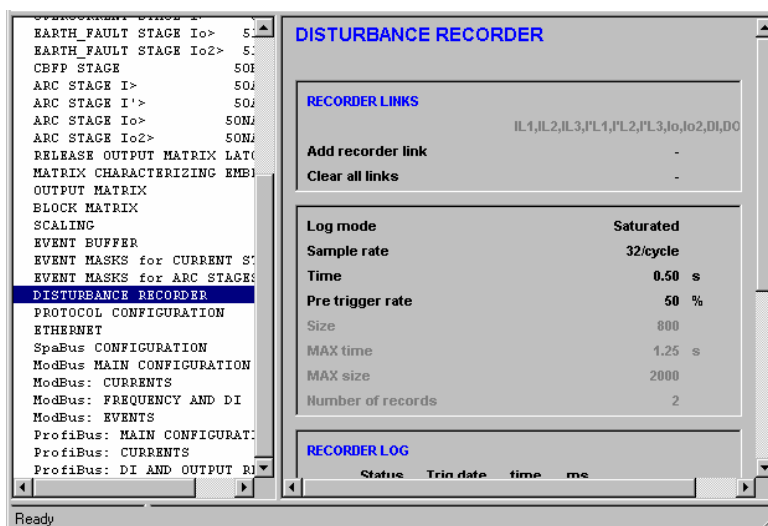 OVERCURRENT STAGE I>
EARTH_FAULT STAGE Io>
EARTH_FAULT STAGE Io2>
CBFP STAGE
ARC STAGE I>
ARC STAGE I'>
ARC STAGE Io>
ARC STAGE Io2>
RELEASE OUTPUT MATRIX
MATRIX CHARACTERIZING
OUTPUT MATRIX
BLOCK MATRIX
SCALING
EVENT BUFFER
EVENT MASKS for CURRENT
EVENT MASKS for ARC STAGES
DISTURBANCE RECORDER
PROTOCOL CONFIGURATION
ETHERNET
SpaBus CONFIGURATION
ModBus MAIN CONFIGURATION
ModBus: CURRENTS
ModBus: FREQUENCY AND DI
ModBus: EVENTS
ProfiBus: MAIN
ProfiBus: CURRENTS
ProfiBus: DI AND OUTPUT
DISTURBANCE RECORDER
RECORDER LINKS
IL1,IL2,IL3,I'L1,I'L2,I'L3,Io,Io2,DI,DO
Add recorder link -
Clear all links -
Log mode Saturated
Sample rate 32/cycle
Time 0.50 s
Pre trigger rate 50 %
Size 800
MAX time 1.25 s
MAX size 2000
Number of records 2
RECORDER LOG
Status Trig date time ms
Ready